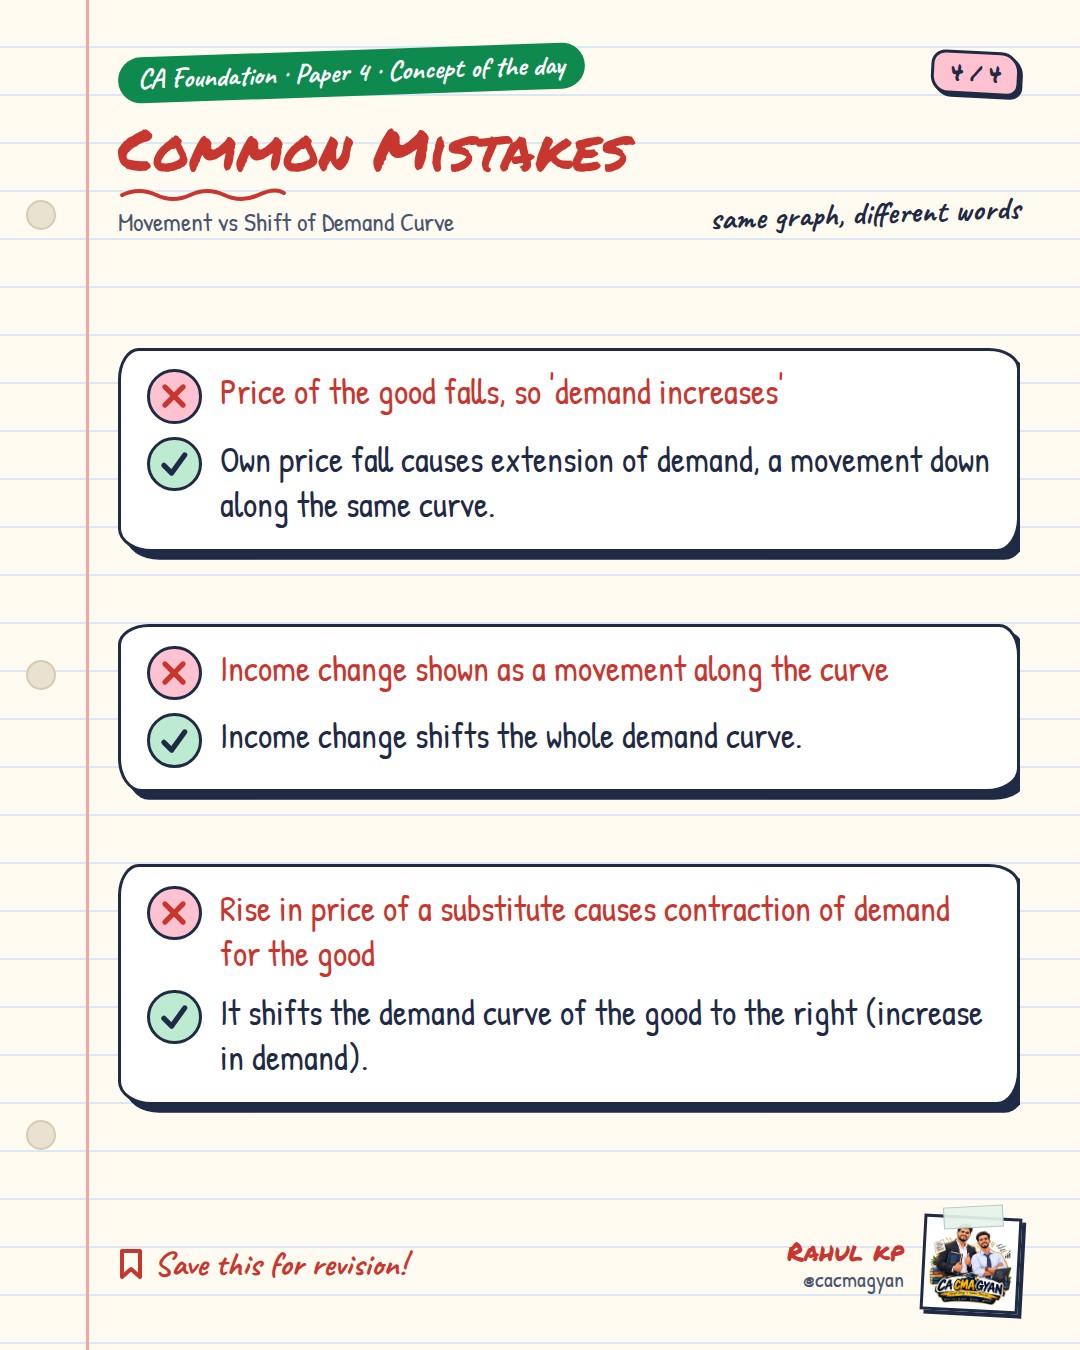 CA Foundation · Paper 4 · Concept of the day
4 / 4
Common Mistakes
Movement vs Shift of Demand Curve
same graph, different words
Price of the good falls, so 'demand increases'
Own price fall causes extension of demand, a movement down
along the same curve.
Income change shown as a movement along the curve
Income change shifts the whole demand curve.
Rise in price of a substitute causes contraction of demand
for the good
It shifts the demand curve of the good to the right (increase
in demand).
Save this for revision!
Rahul KP
@cacmagyan
CA CMA GYAN